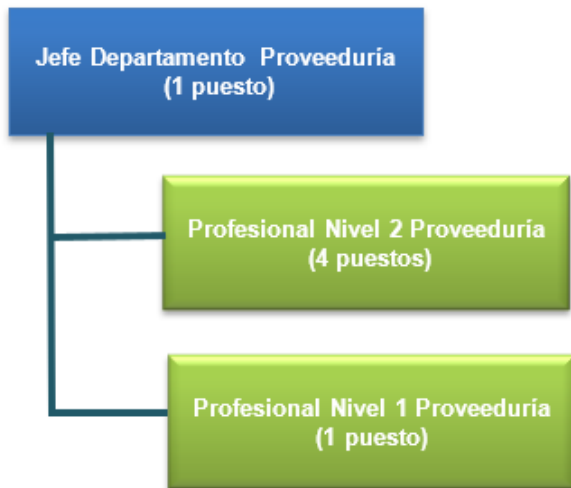 Jefe Departamento Proveeduría
(1 puesto)
Profesional Nivel 2 Proveeduría
(4 puestos)
Profesional Nivel 1 Proveeduría
(1 puesto)